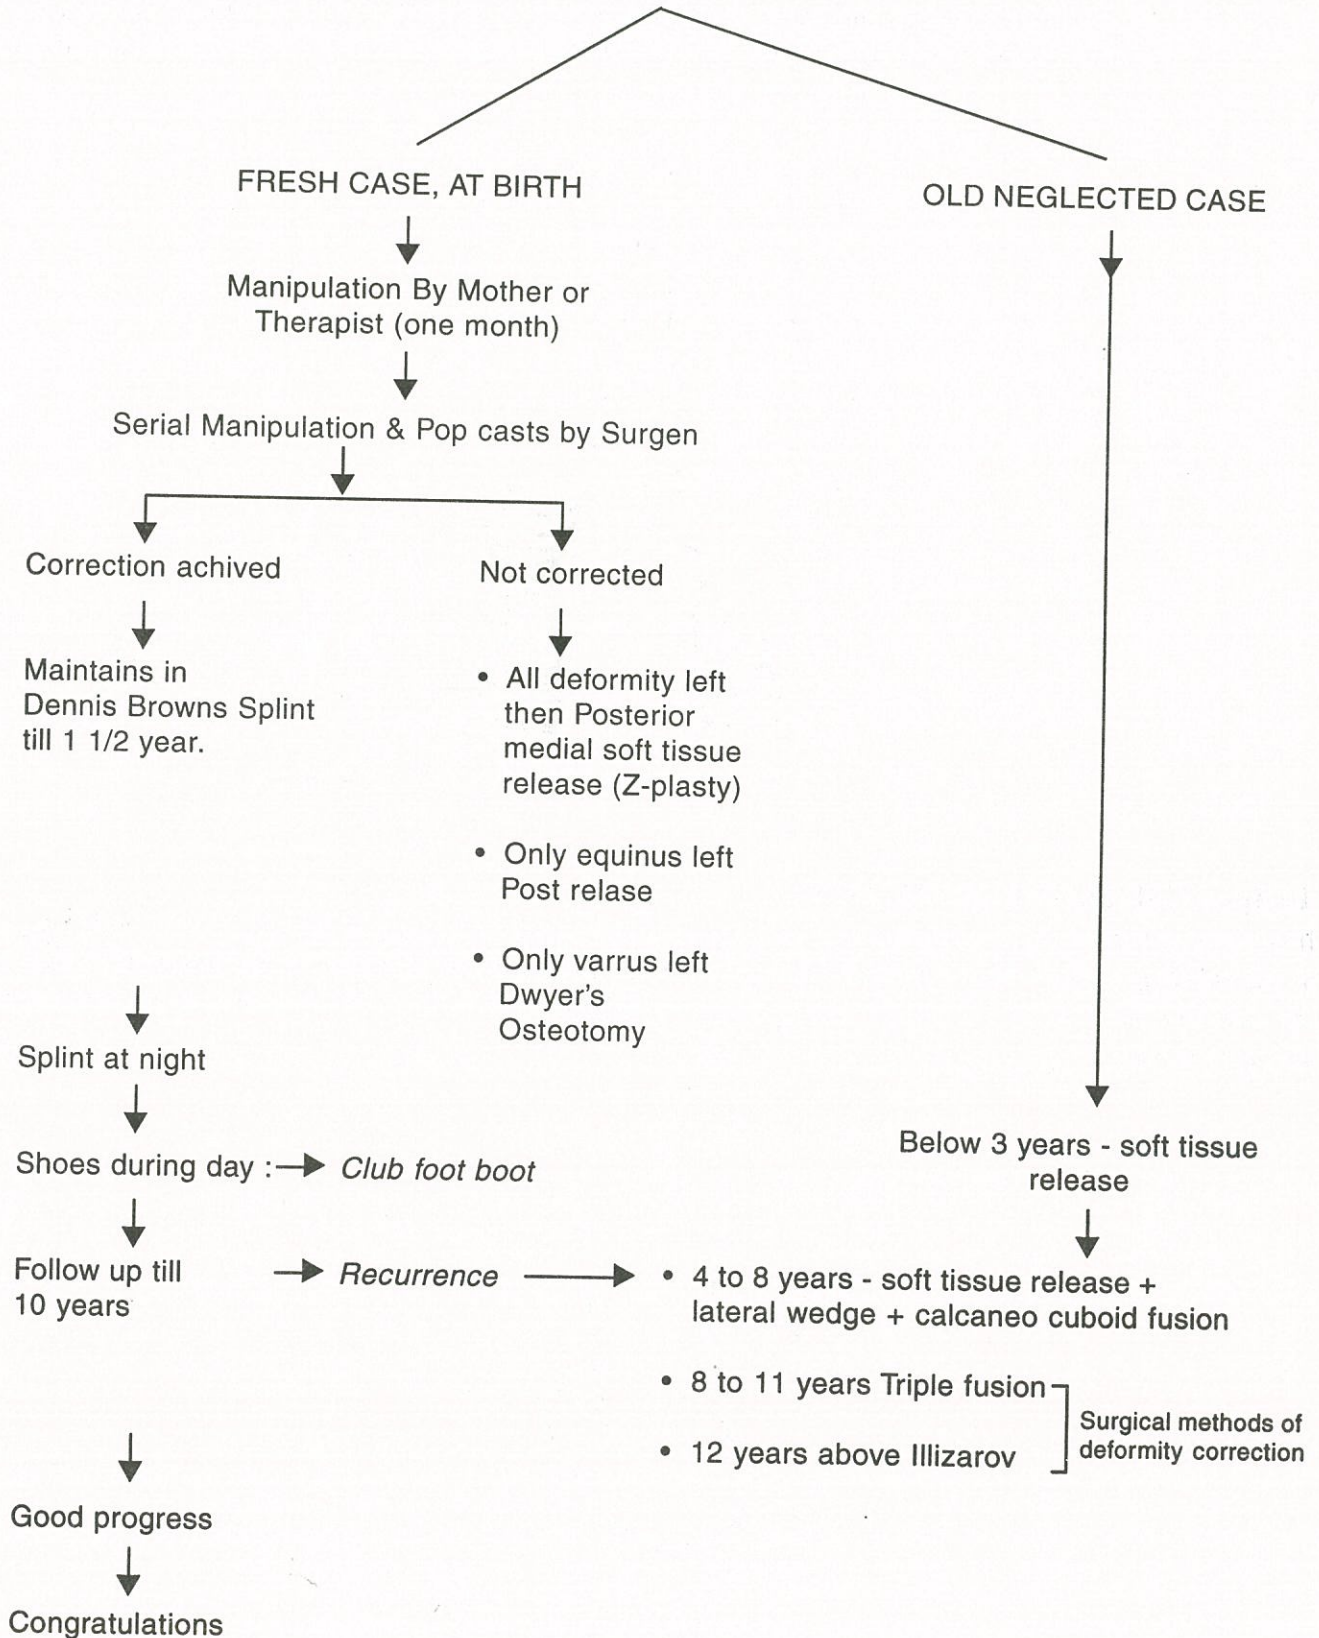 FRESH CASE, AT BIRTH
OLD NEGLECTED CASE
Manipulation By Mother or
Therapist (one month)
Serial Manipulation & Pop casts by Surgen
Correction achived
Not corrected
Maintains in
Dennis Browns Splint
till 1 1/2 year.
• All deformity left
then Posterior
medial soft tissue
release (Z-plasty)
• Only equinus left
Post relase
• Only varrus left
Dwyer's
Osteotomy
Splint at night
Shoes during day : Club foot boot
Follow up till
10 years
Recurrence
Below 3 years - soft tissue
release
• 4 to 8 years - soft tissue release +
lateral wedge + calcaneo cuboid fusion
• 8 to 11 years Triple fusion
• 12 years above Illizarov
Surgical methods of
deformity correction
Good progress
Congratulations